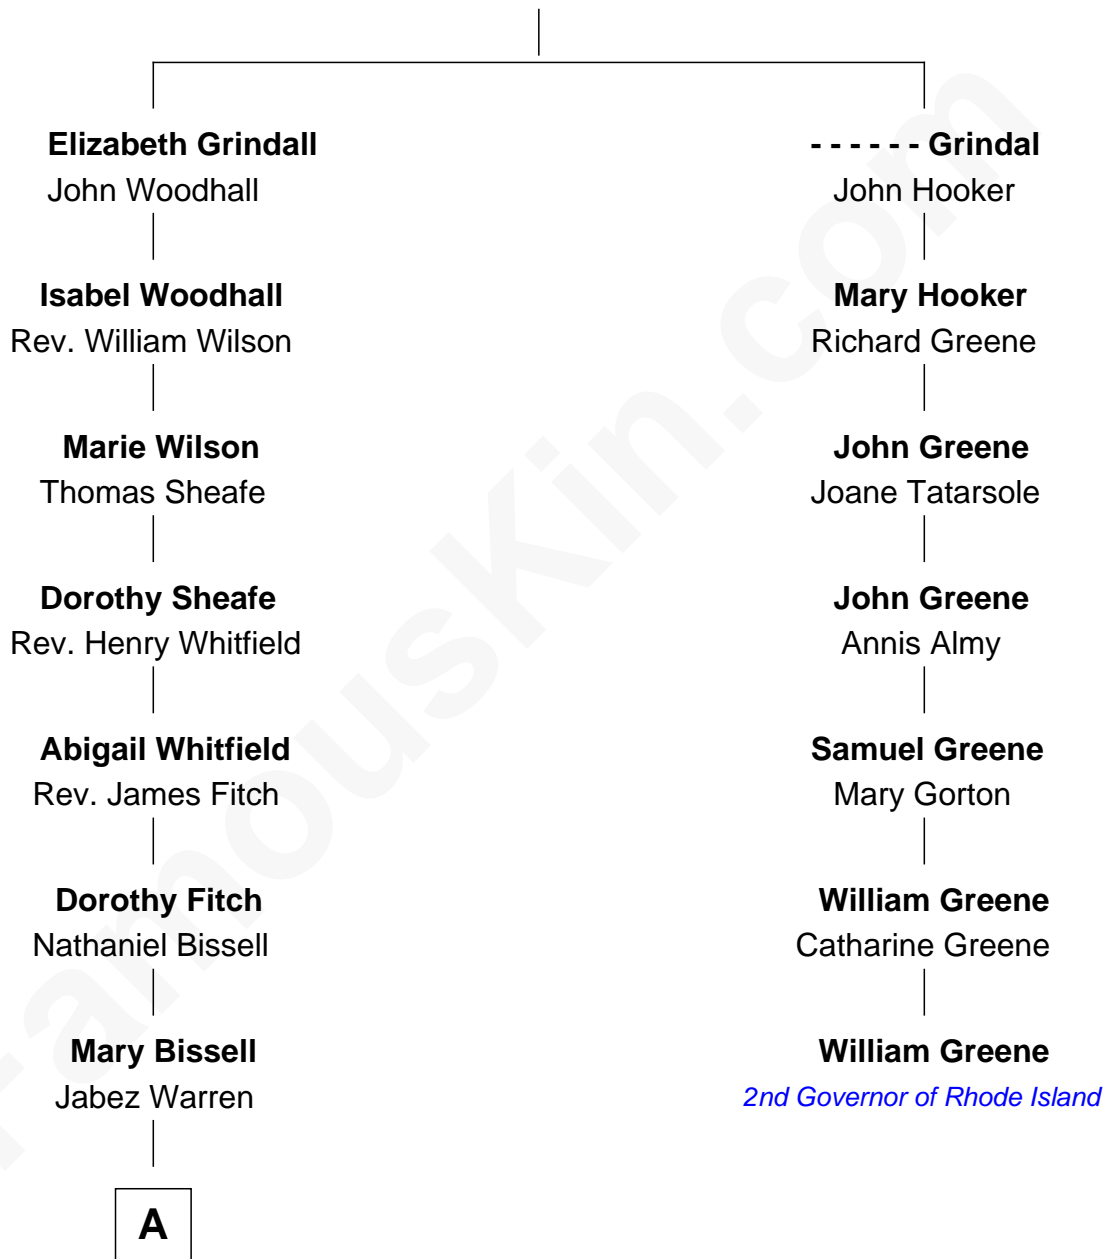 Elizabeth Grindall
John Woodhall
Isabel Woodhall
Rev. William Wilson
Marie Wilson
Thomas Sheafe
Dorothy Sheafe
Rev. Henry Whitfield
Abigail Whitfield
Rev. James Fitch
Dorothy Fitch
Nathaniel Bissell
Mary Bissell
Jabez Warren
A
- - - - - - Grindal
John Hooker
Mary Hooker
Richard Greene
John Greene
Joane Tatarsole
John Greene
Annis Almy
Samuel Greene
Mary Gorton
William Greene
Catharine Greene
William Greene
2nd Governor of Rhode Island
FamousKin.com